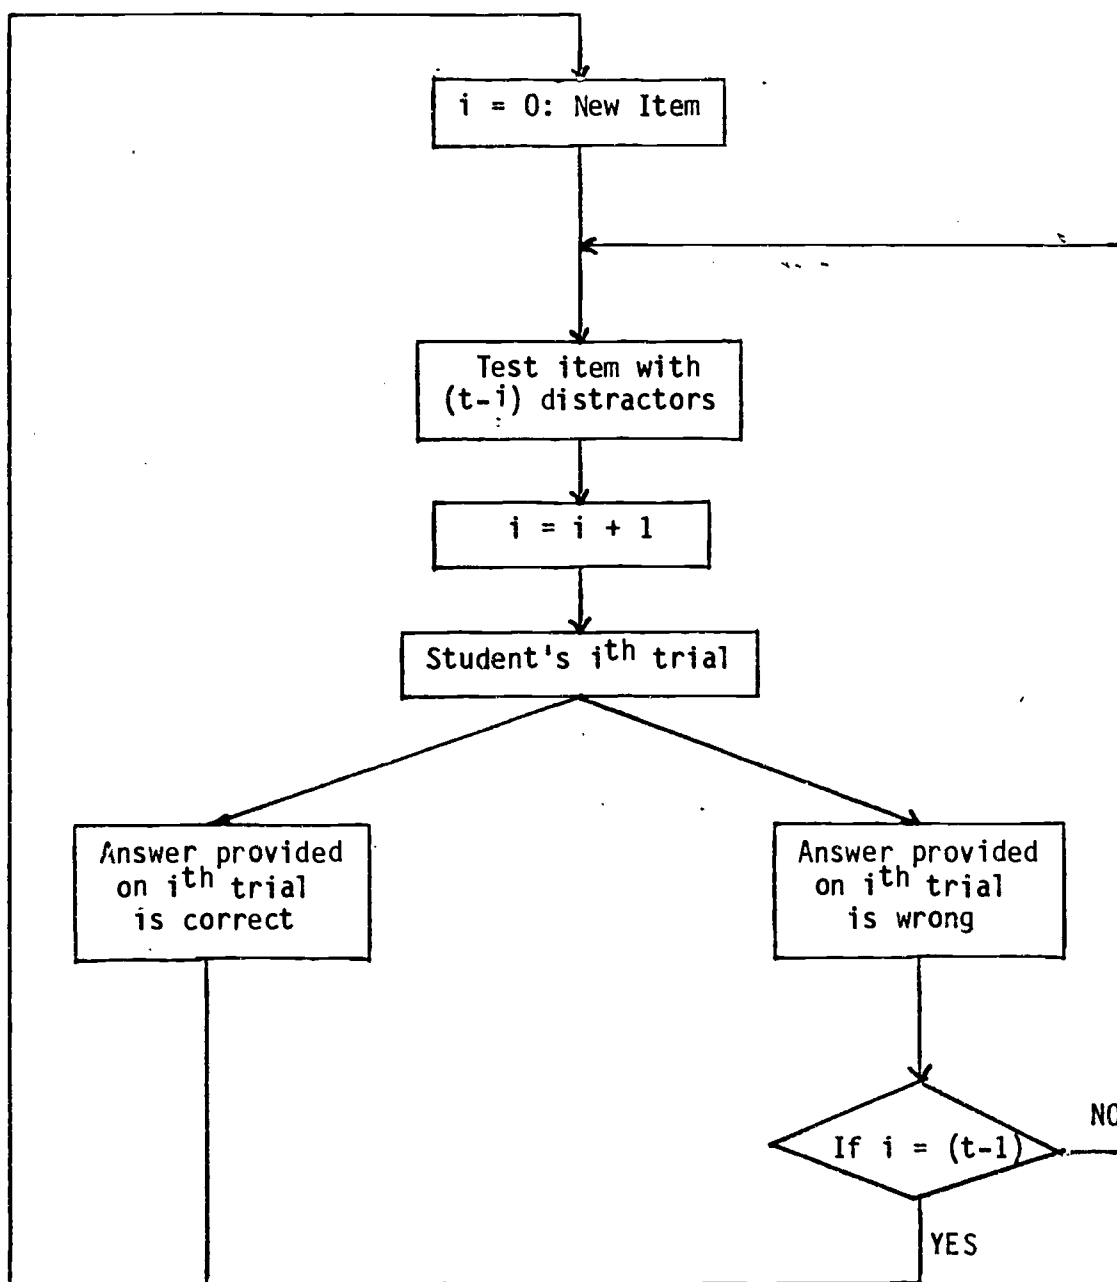 i = 0: New Item
Test item with
(t-i) distractors
i = i + 1
Student's ith trial
Answer provided
on ith trial
is correct
Answer provided
on ith trial
is wrong
If i = (t-1)
NO
YES